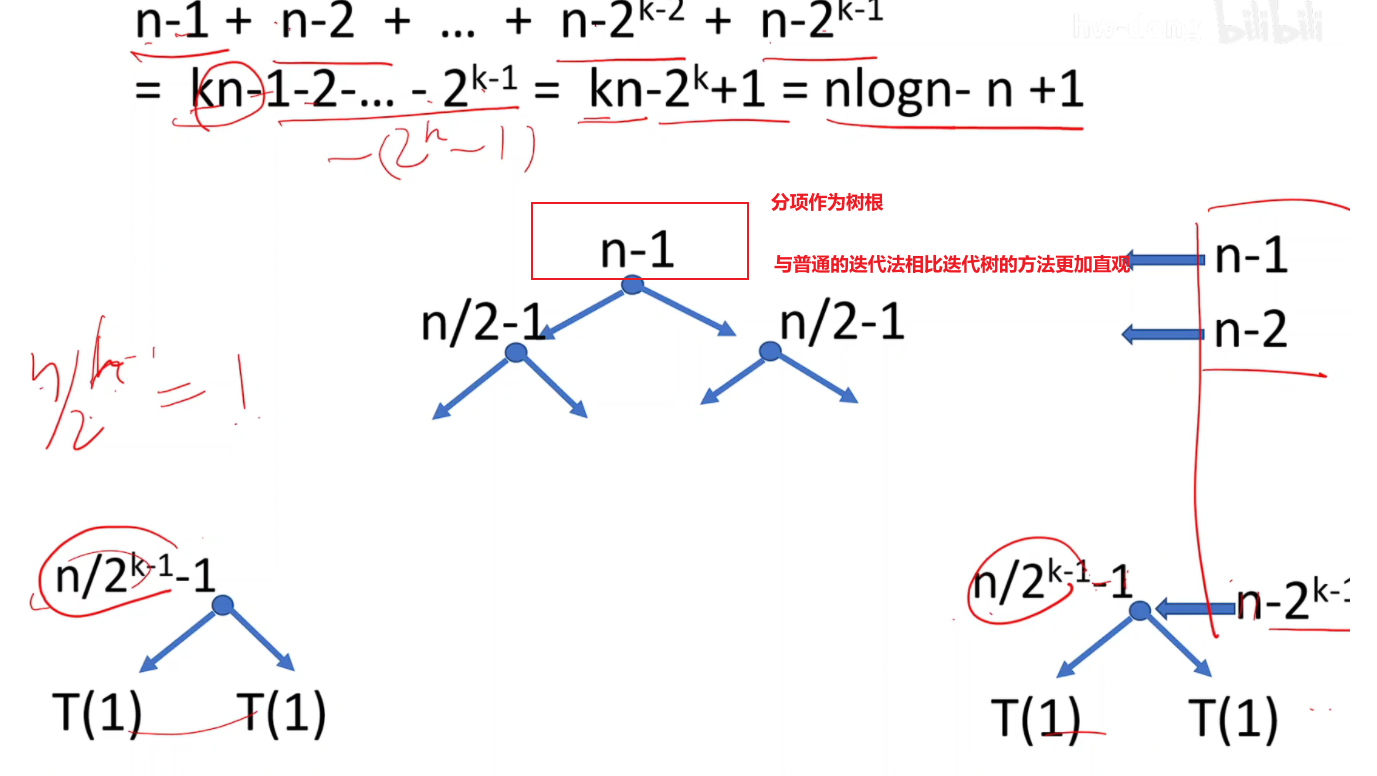 n-1 + n-2 + … + n-2^{k-2} + n-2^{k-1}
hw-dong bilibili
= kn-1-2-… - 2^{k-1} = kn-2^{k}+1 = nlogn- n +1
-(2^{k}-1)
分项作为树根
n-1
与普通的迭代法相比迭代树的方法更加直观
n-1
n/2-1 n/2-1
n-2
n/2^{k-1} = 1
n/2^{k-1}-1
n/2^{k-1}-1
n-2^{k-1}
T(1) T(1) T(1) T(1)